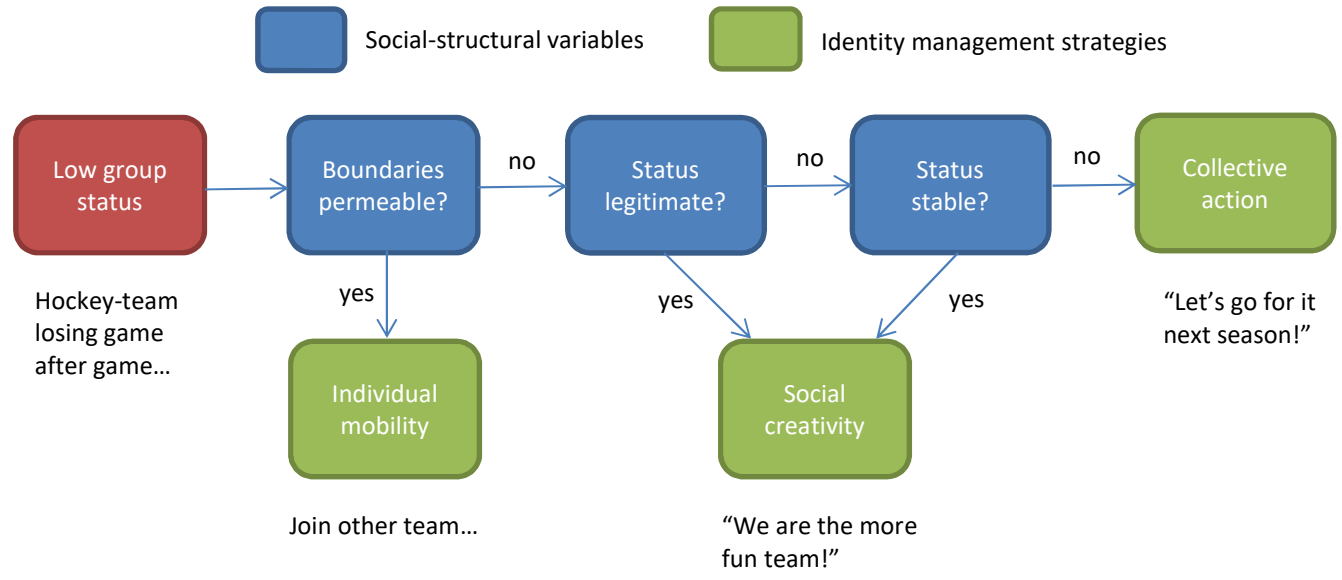 Social-structural variables
Identity management strategies
Low group
status
Boundaries
permeable?
no
Status
legitimate?
no
Status
stable?
no
Collective
action
yes
yes
yes
Hockey-team
losing game
after game…
Individual
mobility
Social
creativity
“Let’s go for it
next season!”
Join other team…
“We are the more
fun team!”